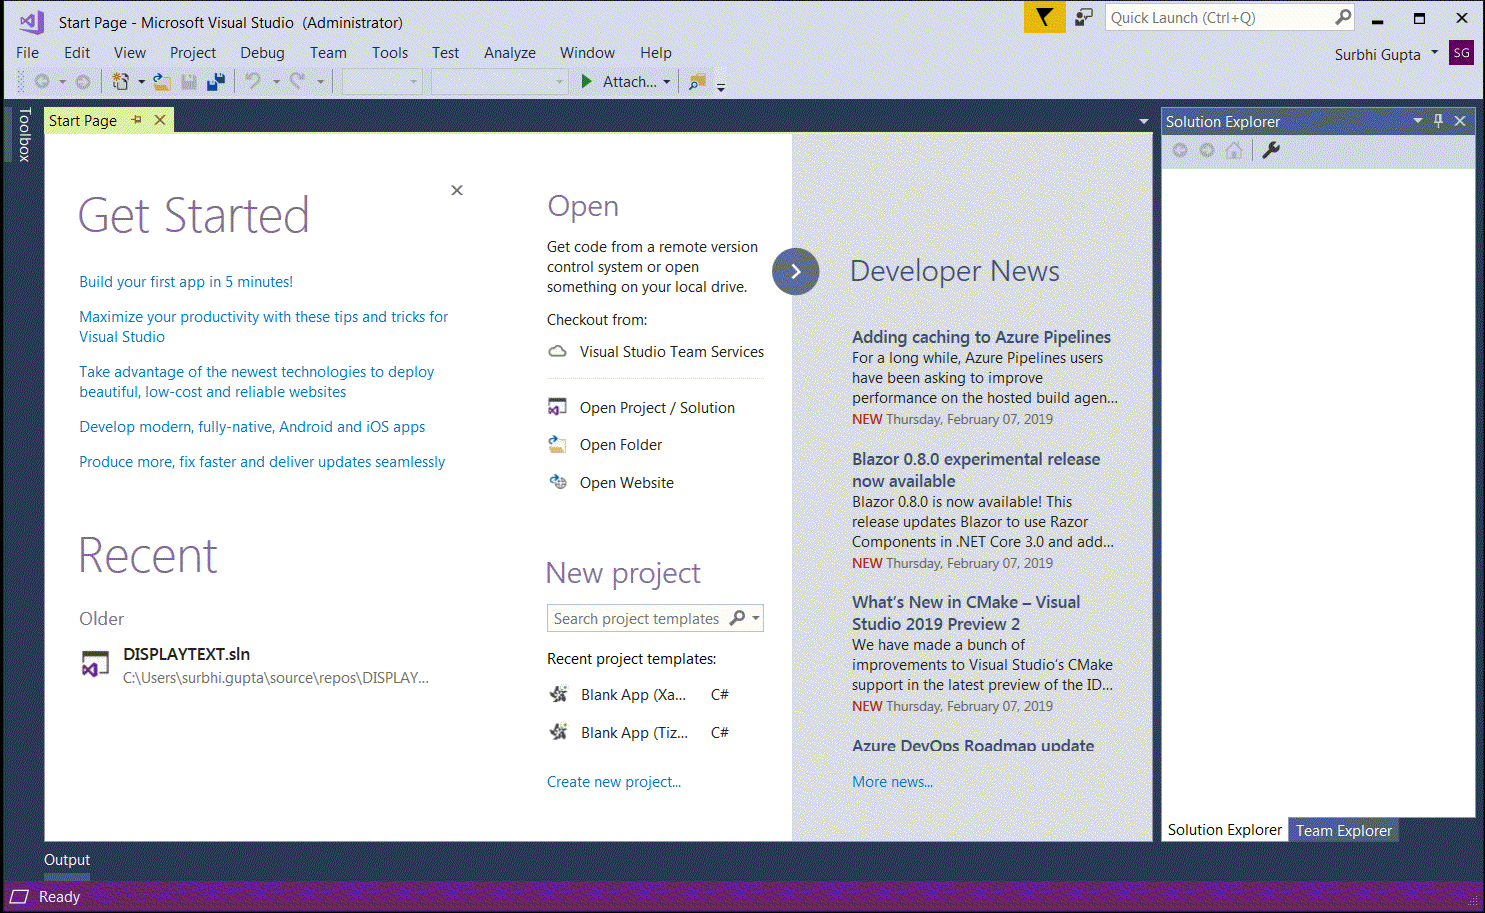 Start Page - Microsoft Visual Studio (Administrator)
Quick Launch (Ctrl+Q)
File Edit View Project Debug Team Tools Test Analyze Window Help
Surbhi Gupta SG
Attach...
Toolbox
Start Page
Solution Explorer
Get Started
Build your first app in 5 minutes!
Maximize your productivity with these tips and tricks for
Visual Studio
Take advantage of the newest technologies to deploy
beautiful, low-cost and reliable websites
Develop modern, fully-native, Android and iOS apps
Produce more, fix faster and deliver updates seamlessly
Recent
Older
DISPLAYTEXT.sln
C:\Users\surbhi.gupta\source\repos\DISPLAY...
Open
Get code from a remote version
control system or open
something on your local drive.
Checkout from:
Visual Studio Team Services
Open Project / Solution
Open Folder
Open Website
New project
Search project templates
Recent project templates:
Blank App (Xa... C#
Blank App (Tiz... C#
Create new project...
Developer News
Adding caching to Azure Pipelines
For a long while, Azure Pipelines users
have been asking to improve
performance on the hosted build agen...
NEW Thursday, February 07, 2019
Blazor 0.8.0 experimental release
now available
Blazor 0.8.0 is now available! This
release updates Blazor to use Razor
Components in .NET Core 3.0 and add...
NEW Thursday, February 07, 2019
What's New in CMake – Visual
Studio 2019 Preview 2
We have made a bunch of
improvements to Visual Studio's CMake
support in the latest preview of the ID...
NEW Thursday, February 07, 2019
Azure DevOps Roadmap update
More news...
Solution Explorer Team Explorer
Output
Ready